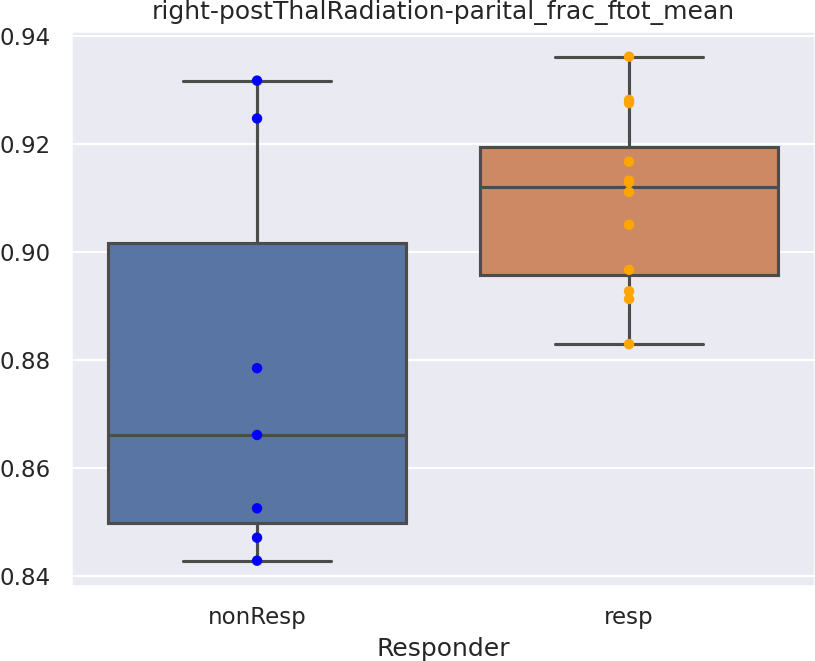 right-postThalRadiation-parital_frac_ftot_mean
0.94
0.92
0.90
0.88
0.86
0.84
nonResp
resp
Responder